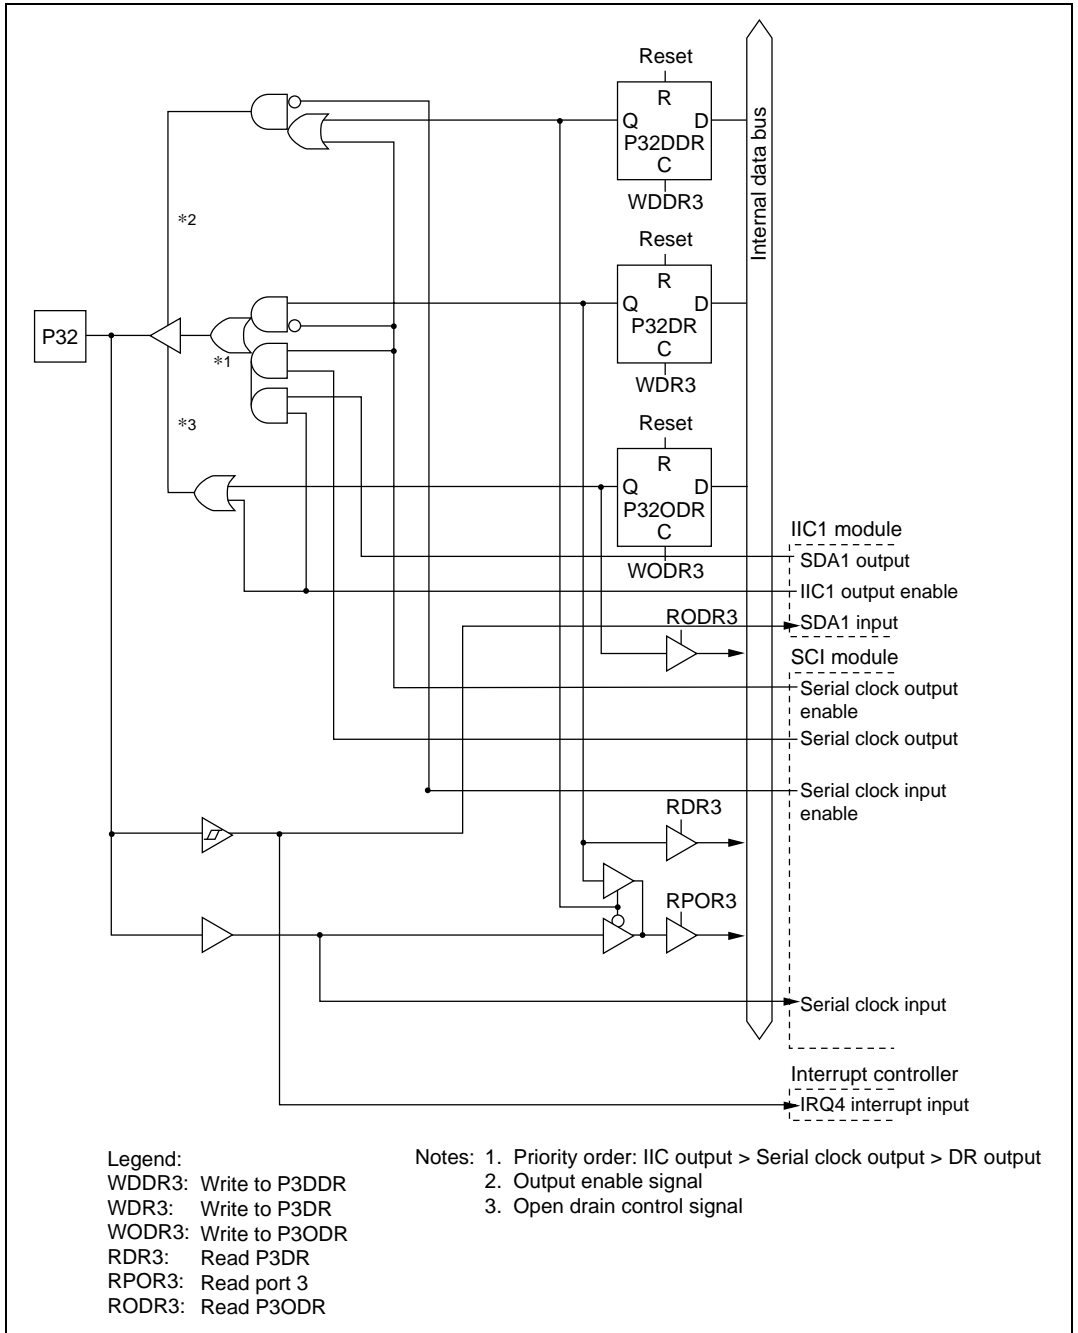 Reset
R
Q D
P32DDR
C
WDDR3
Internal data bus
*2
Reset
R
Q D
P32DR
C
WDR3
P32
*1
*3
Reset
R
Q D
P32ODR
C
WODR3
IIC1 module
SDA1 output
IIC1 output enable
SDA1 input
RODR3
SCI module
Serial clock output
enable
Serial clock output
Serial clock input
enable
RDR3
RPOR3
Serial clock input
Interrupt controller
IRQ4 interrupt input
Legend:
WDDR3: Write to P3DDR
WDR3: Write to P3DR
WODR3: Write to P3ODR
RDR3: Read P3DR
RPOR3: Read port 3
RODR3: Read P3ODR
Notes: 1. Priority order: IIC output > Serial clock output > DR output
2. Output enable signal
3. Open drain control signal